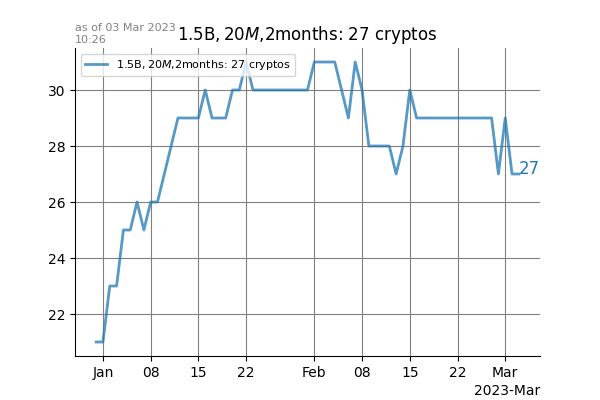 as of 03 Mar 2023
10:26
1.5B, 20M,2months: 27 cryptos
1.5B, 20M,2months: 27 cryptos
30
28
26
24
22
27
Jan 08 15 22 Feb 08 15 22 Mar
2023-Mar